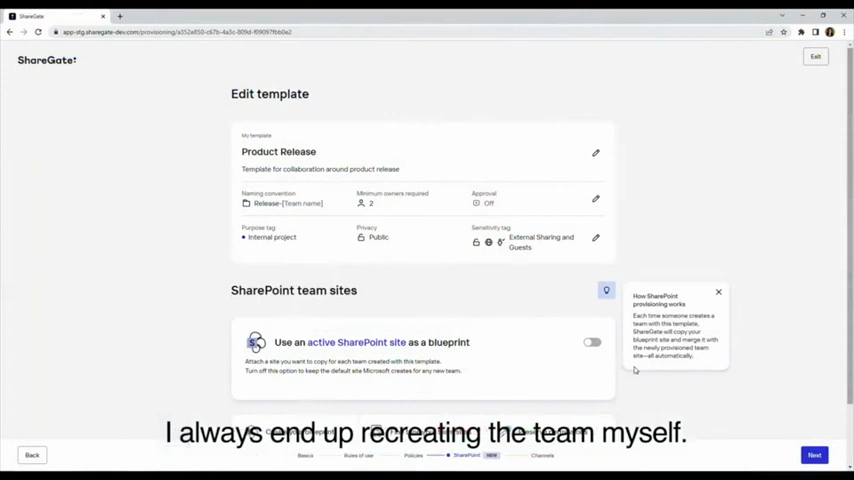 ShareGate
app-stg.sharegate-dev.com/provisioning/a352e850-c67b-4a3c-809d-f09097fbb0e2
ShareGate:
Exit
Edit template
My template
Product Release
Template for collaboration around product release
Naming convention
Minimum owners required
Approval
Release-[Team name]
2
Off
Purpose tag
Privacy
Sensitivity tag
Internal project
Public
External Sharing and
Guests
SharePoint team sites
How SharePoint
provisioning works
Each time someone creates a
team with this template,
ShareGate will copy your
blueprint site and merge it with
the newly provisioned team
site—all automatically.
Use an active SharePoint site as a blueprint
Attach a site you want to copy for each team created with this template.
Turn off this option to keep the default site Microsoft creates for any new team.
I always end up recreating the team myself.
Back
Basics
Rules of use
Policies
SharePoint
NEW
Channels
Next